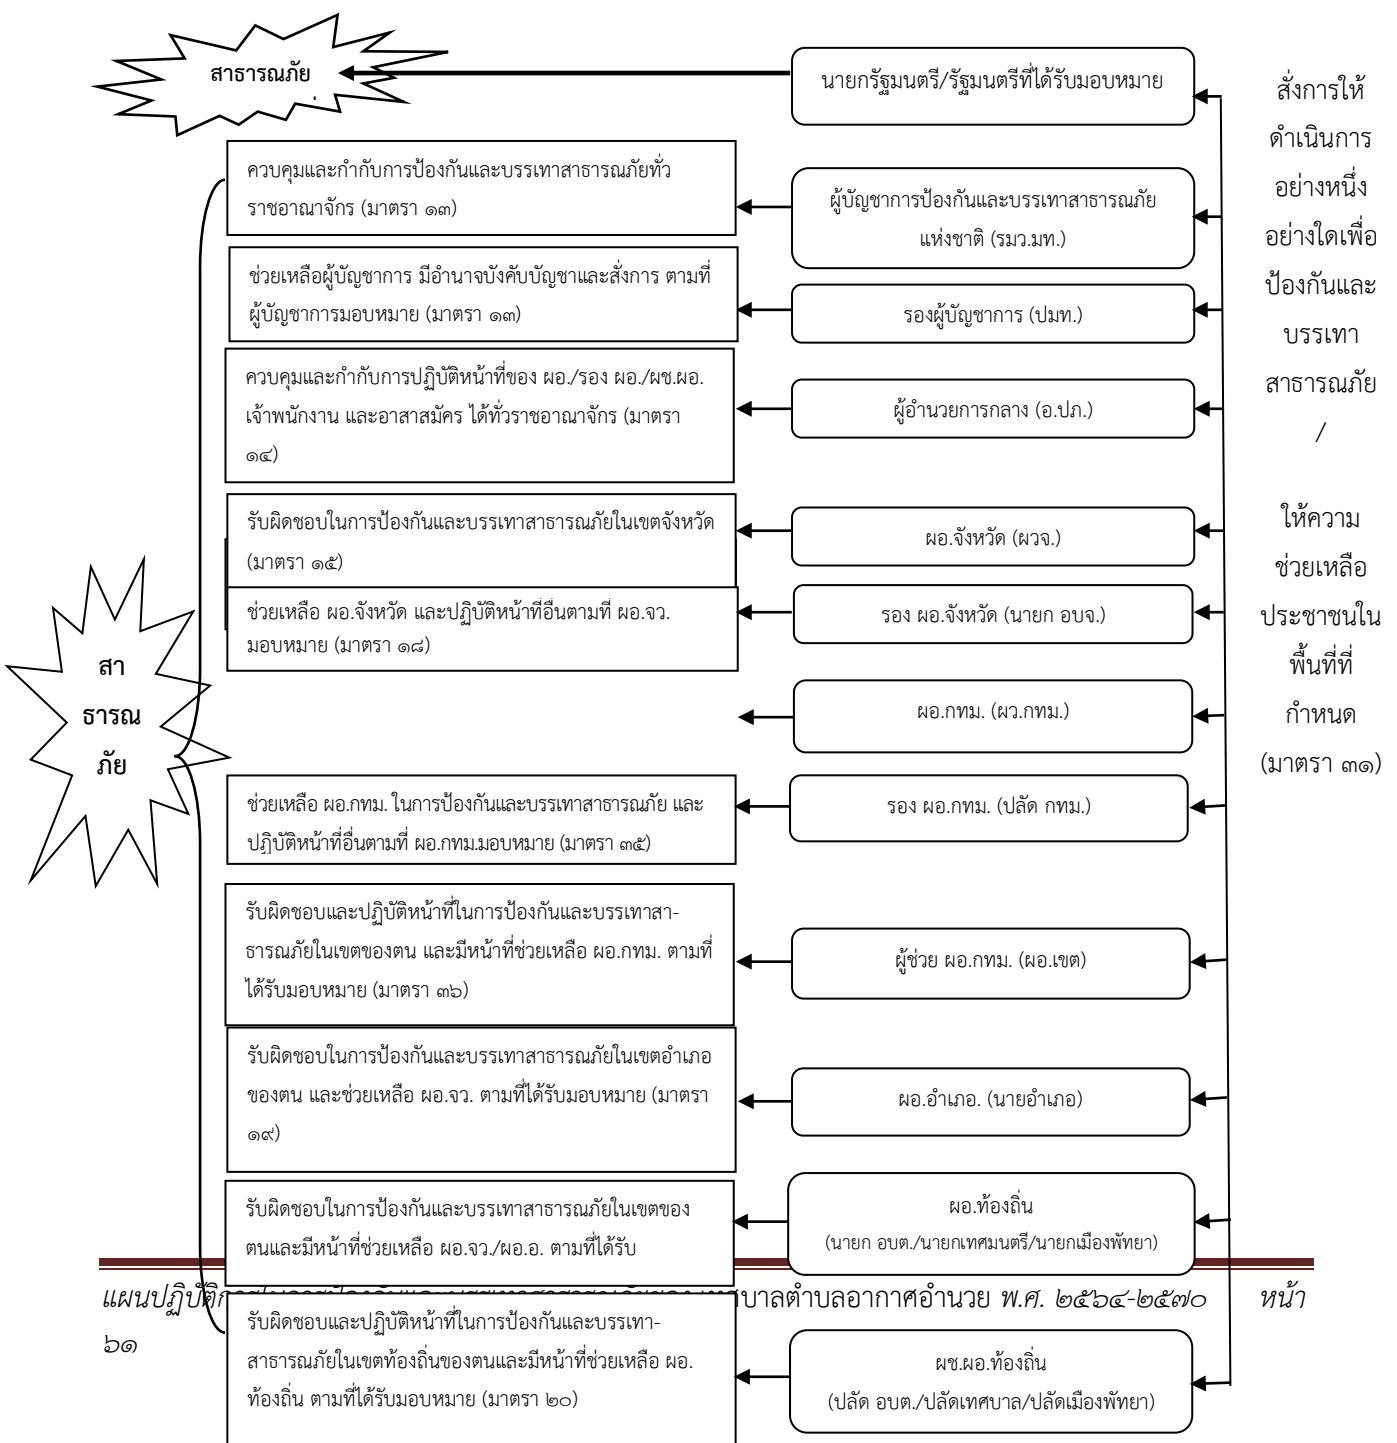 สาธารณภัย
นายกรัฐมนตรี/รัฐมนตรีที่ได้รับมอบหมาย
ควบคุมและกำกับการป้องกันและบรรเทาสาธารณภัยทั่ว
ราชอาณาจักร (มาตรา ๑๓)
ผู้บัญชาการป้องกันและบรรเทาสาธารณภัย
แห่งชาติ (รมว.มท.)
ช่วยเหลือผู้บัญชาการ มีอำนาจบังคับบัญชาและสั่งการ ตามที่
ผู้บัญชาการมอบหมาย (มาตรา ๑๓)
รองผู้บัญชาการ (ปมท.)
ควบคุมและกำกับการปฏิบัติหน้าที่ของ ผอ./รอง ผอ./ผช.ผอ.
เจ้าพนักงาน และอาสาสมัคร ได้ทั่วราชอาณาจักร (มาตรา
๑๔)
ผู้อำนวยการกลาง (อ.ปภ.)
รับผิดชอบในการป้องกันและบรรเทาสาธารณภัยในเขตจังหวัด
(มาตรา ๑๕)
ผอ.จังหวัด (ผวจ.)
ช่วยเหลือ ผอ.จังหวัด และปฏิบัติหน้าที่อื่นตามที่ ผอ.จว.
มอบหมาย (มาตรา ๑๘)
รอง ผอ.จังหวัด (นายก อบจ.)
ผอ.กทม. (ผว.กทม.)
ช่วยเหลือ ผอ.กทม. ในการป้องกันและบรรเทาสาธารณภัย และ
ปฏิบัติหน้าที่อื่นตามที่ ผอ.กทม.มอบหมาย (มาตรา ๓๕)
รอง ผอ.กทม. (ปลัด กทม.)
รับผิดชอบและปฏิบัติหน้าที่ในการป้องกันและบรรเทาสา-
ธารณภัยในเขตของตน และมีหน้าที่ช่วยเหลือ ผอ.กทม. ตามที่
ได้รับมอบหมาย (มาตรา ๓๖)
ผู้ช่วย ผอ.กทม. (ผอ.เขต)
รับผิดชอบในการป้องกันและบรรเทาสาธารณภัยในเขตอำเภอ
ของตน และช่วยเหลือ ผอ.จว. ตามที่ได้รับมอบหมาย (มาตรา
๑๙)
ผอ.อำเภอ. (นายอำเภอ)
รับผิดชอบในการป้องกันและบรรเทาสาธารณภัยในเขตของ
ตนและมีหน้าที่ช่วยเหลือ ผอ.จว./ผอ.อ. ตามที่ได้รับ
ผอ.ท้องถิ่น
(นายก อบต./นายกเทศมนตรี/นายกเมืองพัทยา)
รับผิดชอบและปฏิบัติหน้าที่ในการป้องกันและบรรเทา-
สาธารณภัยในเขตท้องถิ่นของตนและมีหน้าที่ช่วยเหลือ ผอ.
ท้องถิ่น ตามที่ได้รับมอบหมาย (มาตรา ๒๐)
ผช.ผอ.ท้องถิ่น
(ปลัด อบต./ปลัดเทศบาล/ปลัดเมืองพัทยา)
สา
ธารณ
ภัย
สั่งการให้
ดำเนินการ
อย่างหนึ่ง
อย่างใดเพื่อ
ป้องกันและ
บรรเทา
สาธารณภัย
/
ให้ความ
ช่วยเหลือ
ประชาชนใน
พื้นที่ที่
กำหนด
(มาตรา ๓๑)
แผนปฏิบัติ ตำบลอากาศอำนวย พ.ศ. ๒๕๖๔-๒๕๗๐ หน้า
๖๑